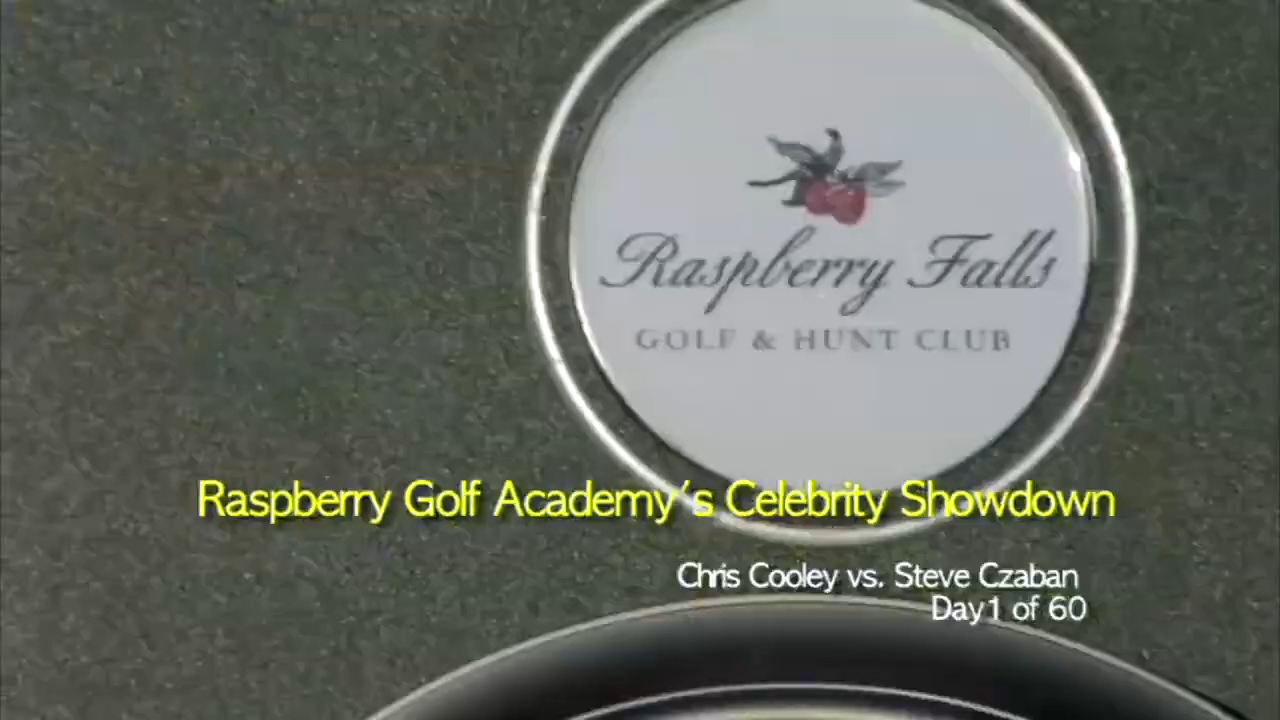 Raspberry Falls
GOLF & HUNT CLUB
Raspberry Golf Academy's Celebrity Showdown
Chris Cooley vs. Steve Czaban
Day1 of 60